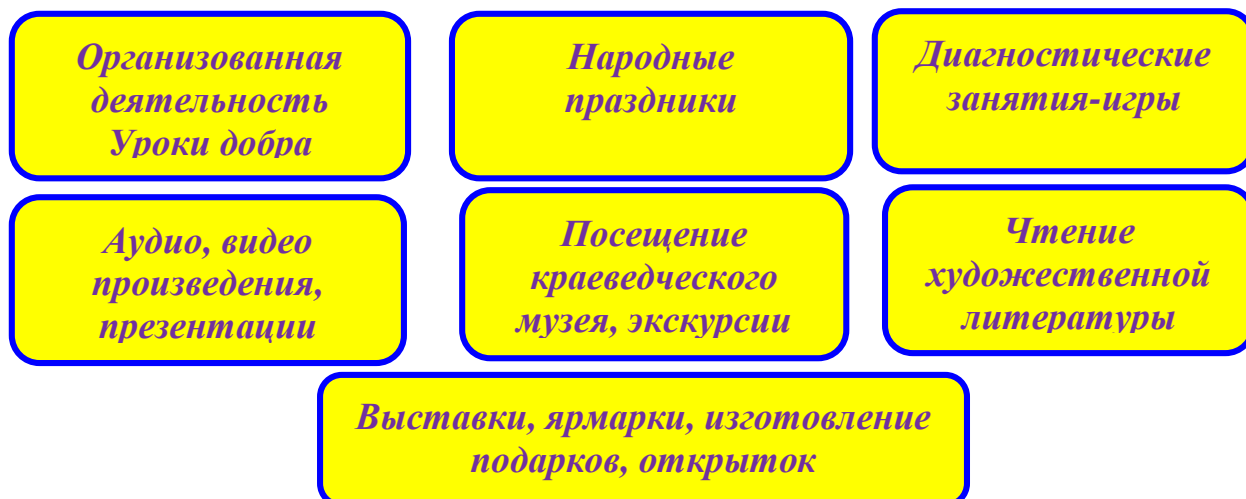 Организованная
деятельность
Уроки добра
Народные
праздники
Диагностические
занятия-игры
Аудио, видео
произведения,
презентации
Посещение
краеведческого
музея, экскурсии
Чтение
художественной
литературы
Выставки, ярмарки, изготовление
подарков, открыток